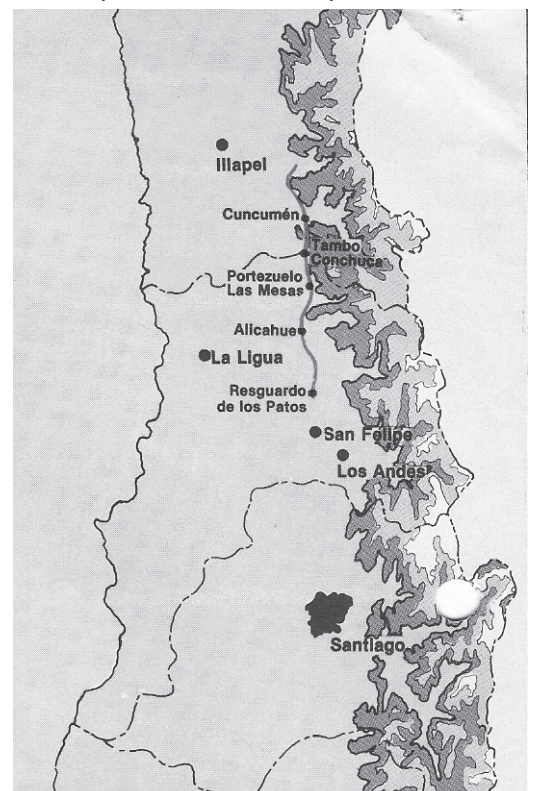 Illapel
Cuncumén
Tambo
Conchuca
Portezuelo
Las Mesas
Alicahue
La Ligua
Resguardo
de los Patos
San Felipe
Los Andes
Santiago